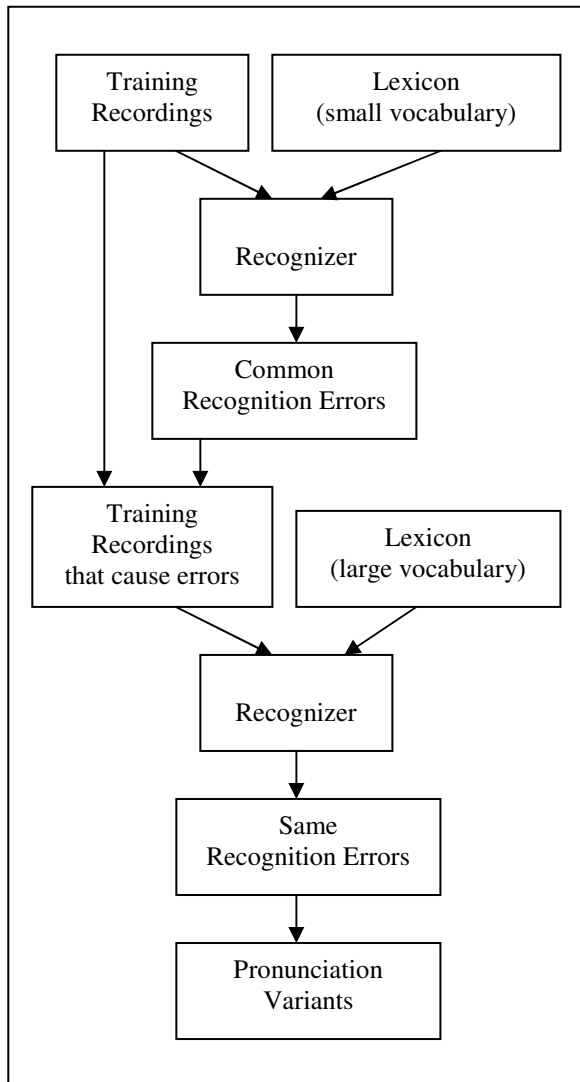 Training
Recordings
Lexicon
(small vocabulary)
Recognizer
Common
Recognition Errors
Training
Recordings
that cause errors
Lexicon
(large vocabulary)
Recognizer
Same
Recognition Errors
Pronunciation
Variants